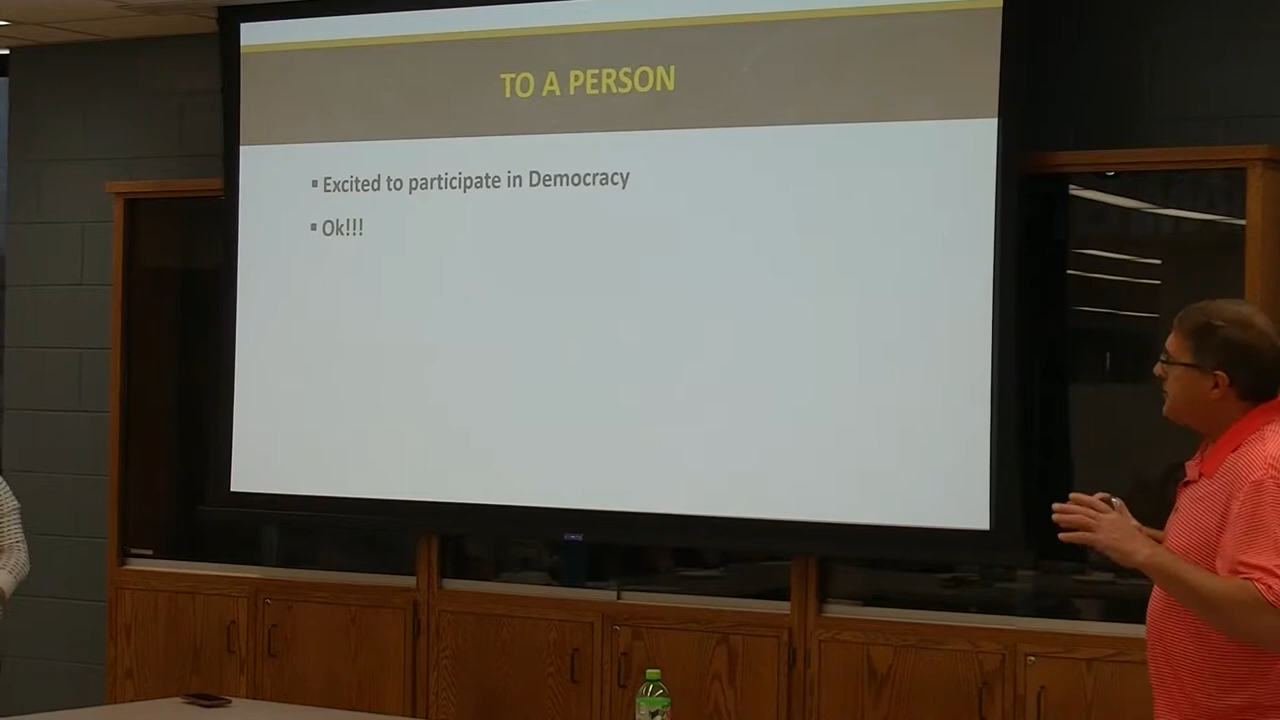 TO A PERSON
▪ Excited to participate in Democracy
▪ Ok!!!